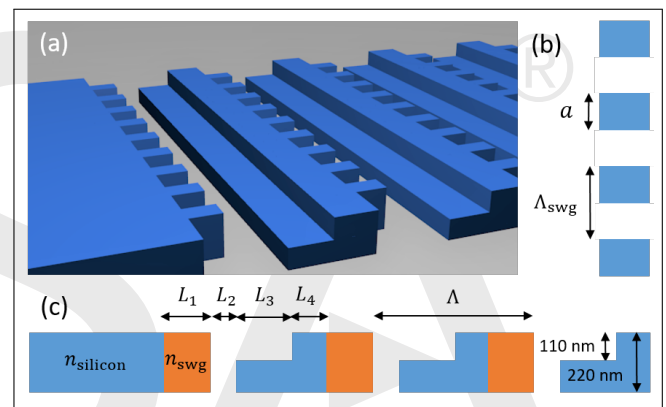 (a)
(b)
®
a
Λswg
(c)
L1 L2 L3 L4 Λ
nsilicon nswg
110 nm
220 nm